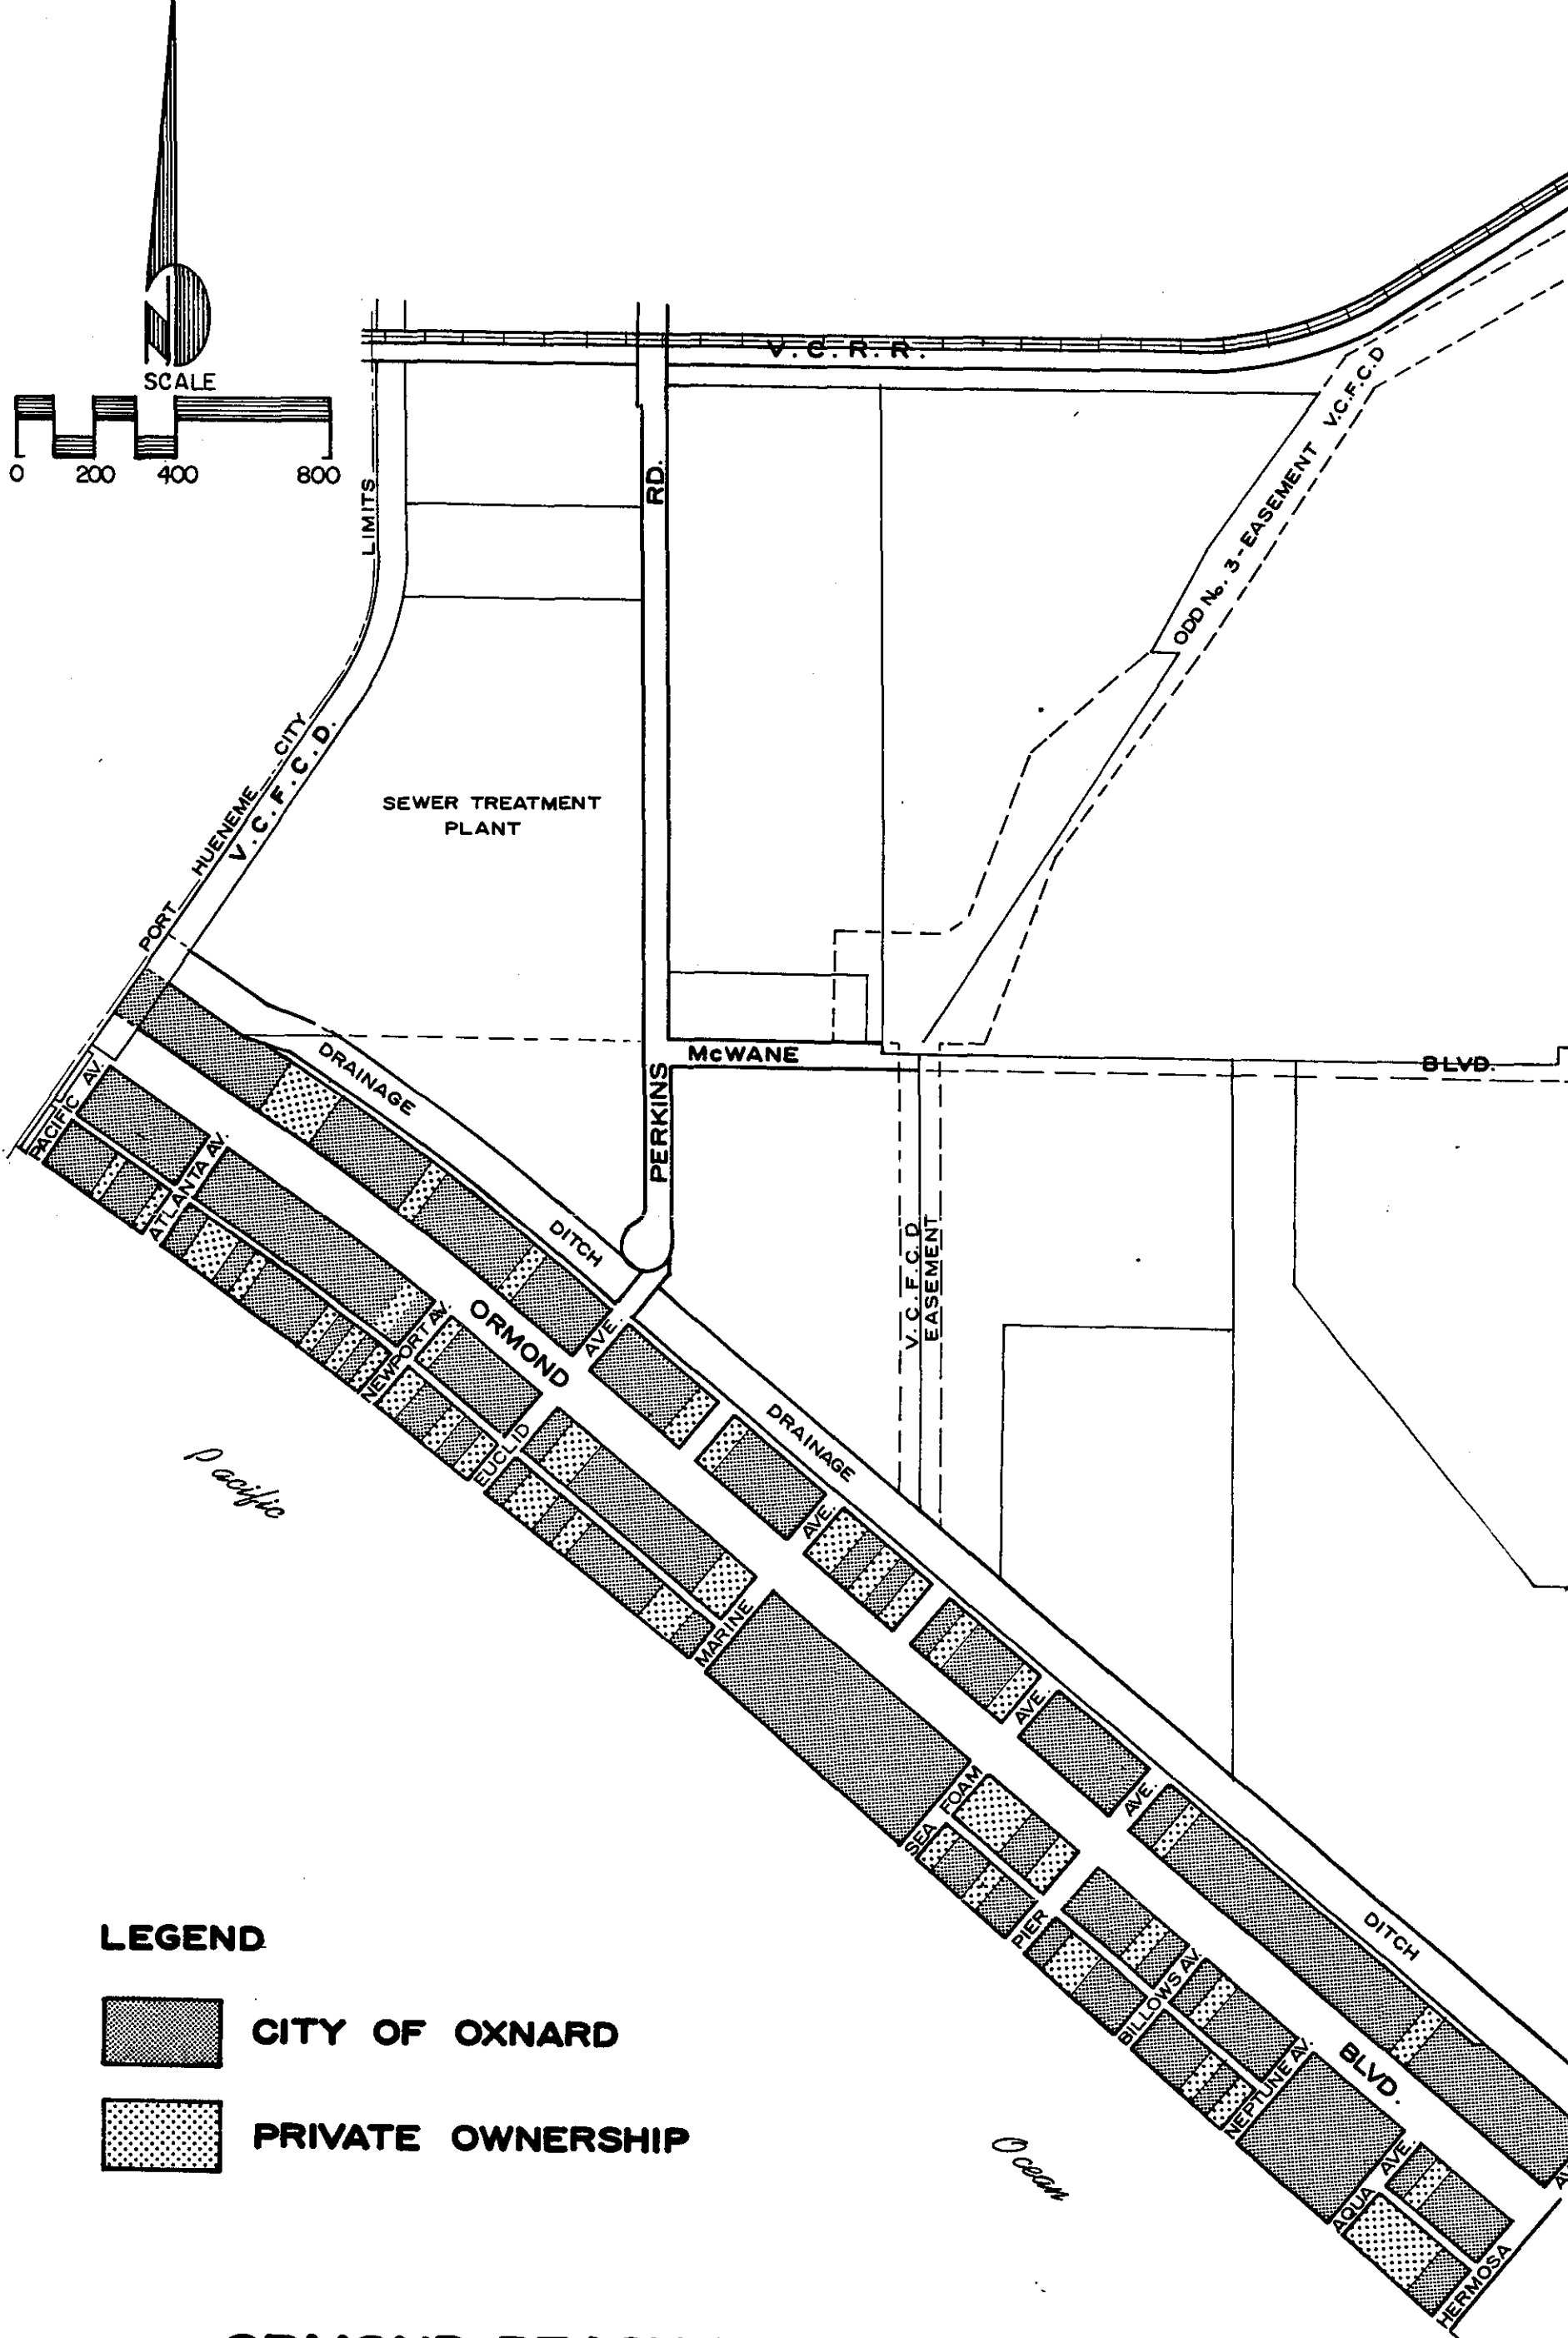 SCALE
0 200 400 800
V.C.R.R.
LIMITS
RD.
ODD No. 3-EASEMENT V.C.F.C.D
CITY
HUENEME
PORT
V.C.F.C.D.
SEWER TREATMENT
PLANT
McWANE
BLVD.
PERKINS
DRAINAGE
DITCH
PACIFIC AV.
ATLANTA AV.
NEWPORT AV.
ORMOND
AVE.
EUCLID
V.C.F.C.D
EASEMENT
DRAINAGE
AVE.
MARINE
AVE.
AVE.
SEA FOAM
PIER
BILLOWS AV.
NEPTUNE AV.
BLVD.
DITCH
AQUA AVE.
HERMOSA
Pacific
Ocean
LEGEND
CITY OF OXNARD
PRIVATE OWNERSHIP